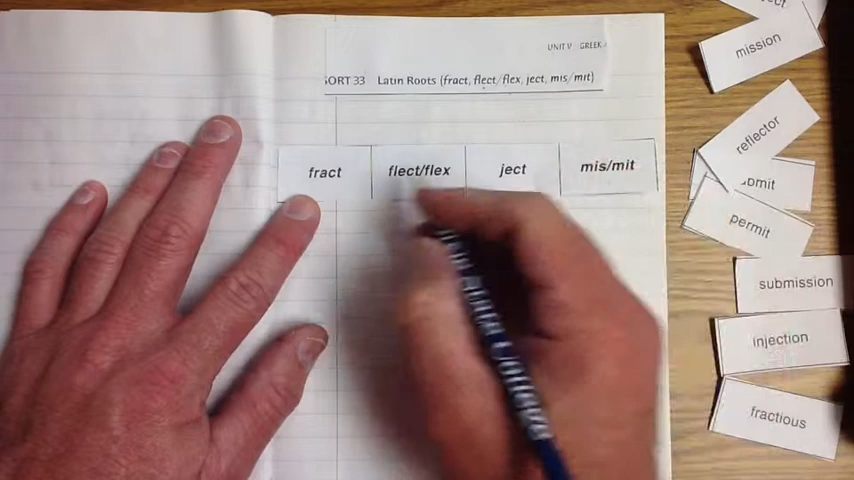 UNIT V GREEK
SORT 33 Latin Roots (fract, flect/flex, ject, mis/mit)
fract
flect/flex
ject
mis/mit
mission
reflector
permit
submission
injection
fractious